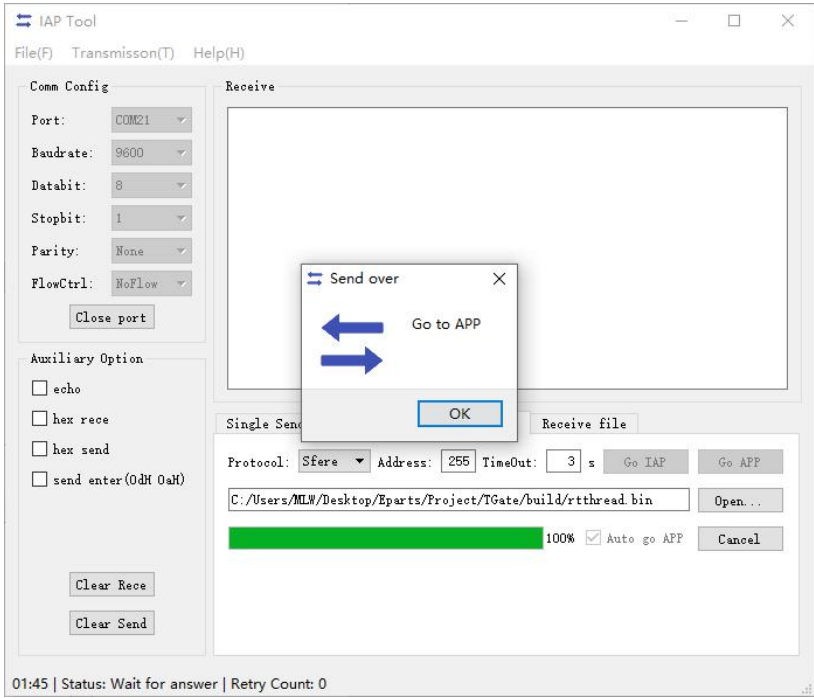 IAP Tool
File(F) Transmisson(T) Help(H)
Comm Config
Port: COM21
Baudrate: 9600
Databit: 8
Stopbit: 1
Parity: None
FlowCtrl: NoFlow
Close port
Auxiliary Option
echo
hex rece
hex send
send enter(0dH 0aH)
Clear Rece
Clear Send
Receive
Send over
Go to APP
OK
Single Send
Receive file
Protocol: Sfere Address: 255 TimeOut: 3 s Go IAP Go APP
C:/Users/MLW/Desktop/Eparts/Project/TGate/build/rtthread.bin Open...
100% Auto go APP Cancel
01:45 | Status: Wait for answer | Retry Count: 0